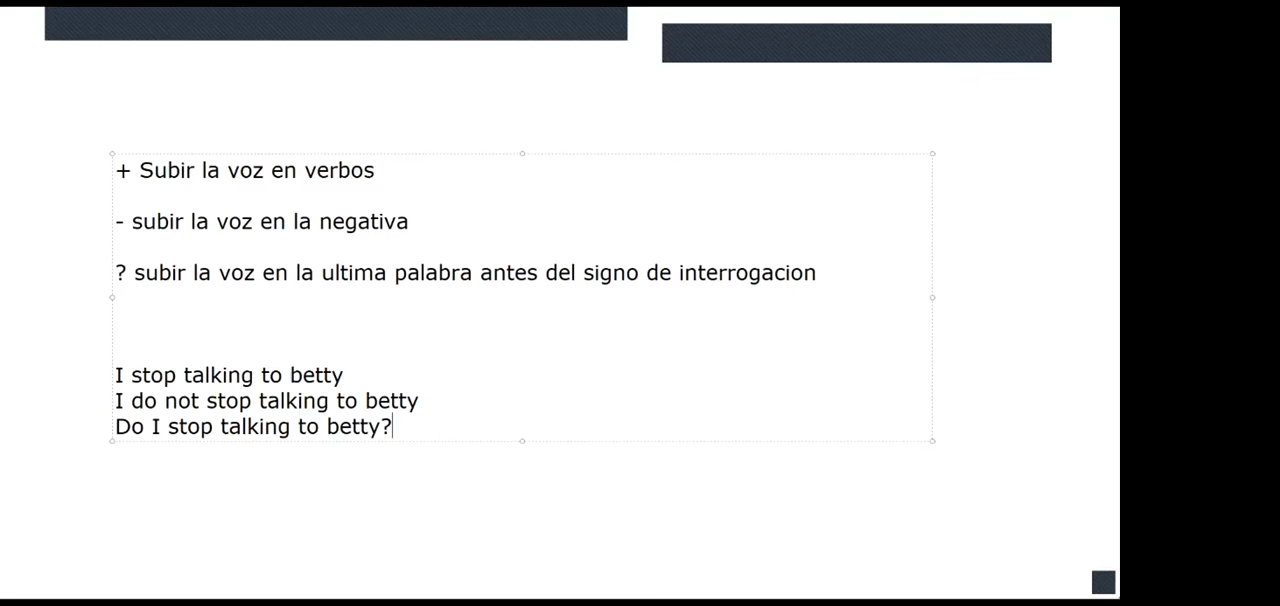 + Subir la voz en verbos
- subir la voz en la negativa
? subir la voz en la ultima palabra antes del signo de interrogacion
I stop talking to betty
I do not stop talking to betty
Do I stop talking to betty?